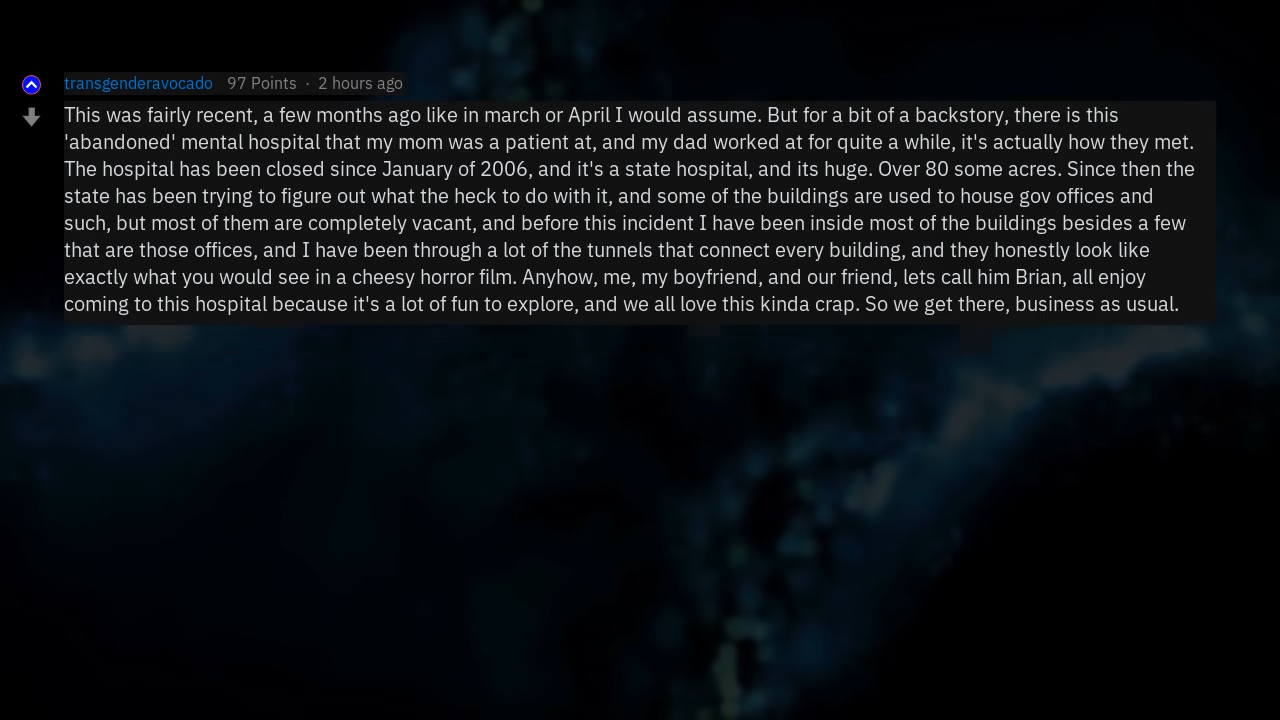 transgenderavocado 97 Points · 2 hours ago
This was fairly recent, a few months ago like in march or April I would assume. But for a bit of a backstory, there is this
'abandoned' mental hospital that my mom was a patient at, and my dad worked at for quite a while, it's actually how they met.
The hospital has been closed since January of 2006, and it's a state hospital, and its huge. Over 80 some acres. Since then the
state has been trying to figure out what the heck to do with it, and some of the buildings are used to house gov offices and
such, but most of them are completely vacant, and before this incident I have been inside most of the buildings besides a few
that are those offices, and I have been through a lot of the tunnels that connect every building, and they honestly look like
exactly what you would see in a cheesy horror film. Anyhow, me, my boyfriend, and our friend, lets call him Brian, all enjoy
coming to this hospital because it's a lot of fun to explore, and we all love this kinda crap. So we get there, business as usual.